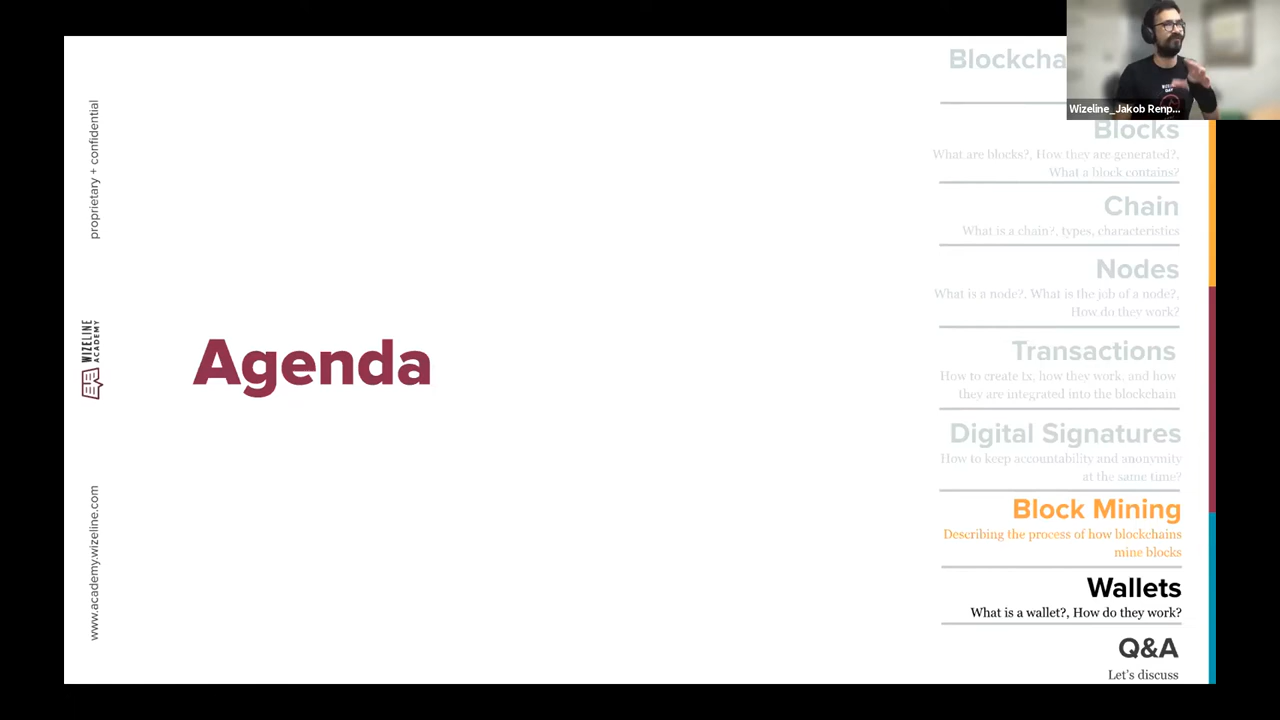 Blockcha
Wizeline_Jakob Renp...
Blocks
What are blocks?, How they are generated?,
What a block contains?
Chain
What is a chain?, types, characteristics
Nodes
What is a node?, What is the job of a node?,
How do they work?
Transactions
How to create tx, how they work, and how
they are integrated into the blockchain
Digital Signatures
How to keep accountability and anonymity
at the same time?
Block Mining
Describing the process of how blockchains
mine blocks
Wallets
What is a wallet?, How do they work?
Q&A
Let's discuss
Agenda
proprietary + confidential
WIZELINE
ACADEMY
www.academy.wizeline.com